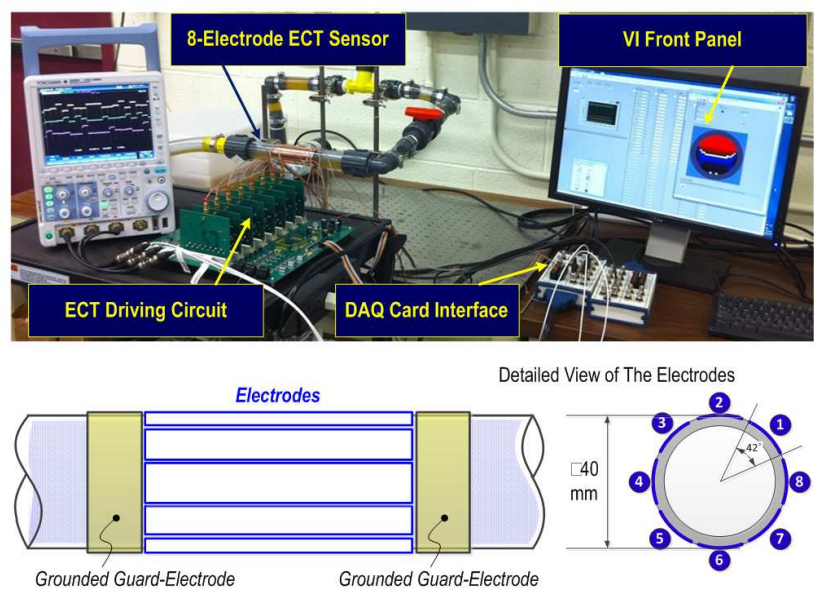 8-Electrode ECT Sensor
VI Front Panel
YOKOGAWA
ECT Driving Circuit
DAQ Card Interface
Detailed View of The Electrodes
Electrodes
2
3
1
42°
4
8
□40
mm
5
7
6
Grounded Guard-Electrode
Grounded Guard-Electrode